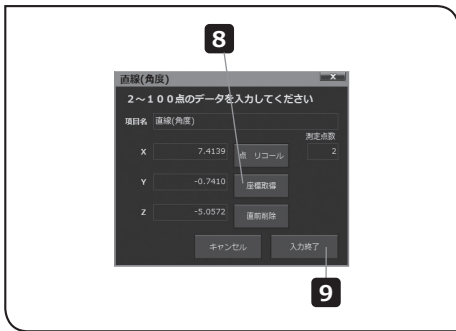 8
直線(角度)
x
2～100点のデータを入力してください
項目名 直線(角度)
測定点数
X 7.4139 点 リコール 2
Y -0.7410 座標取得
Z -5.0572 直前削除
キャンセル 入力終了
9